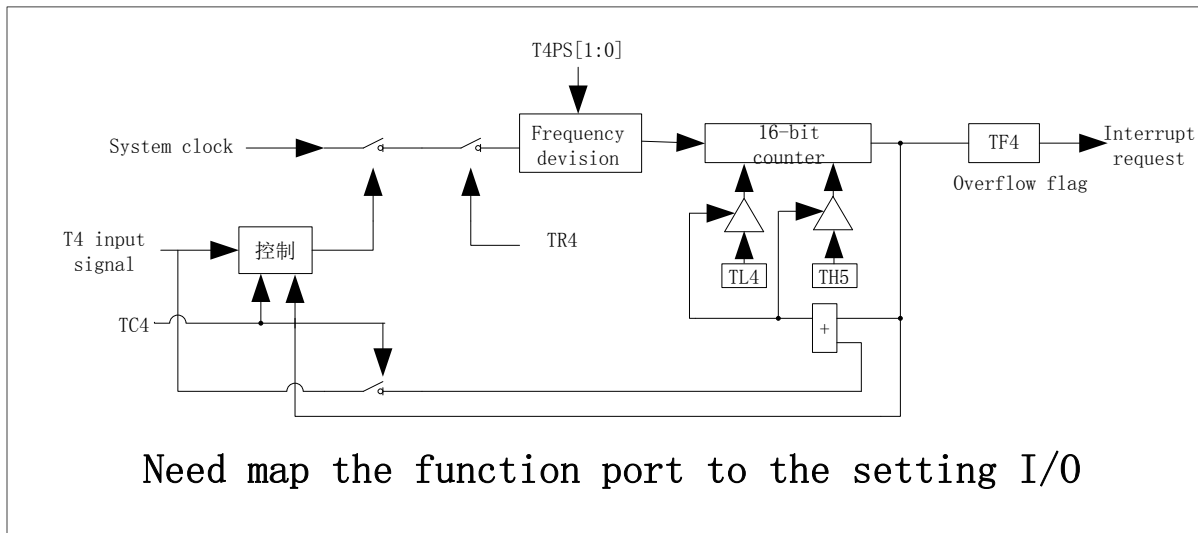 T4PS[1:0]
System clock
Frequency
devision
16-bit
counter
TF4
Interrupt
request
Overflow flag
T4 input
signal
控制
TR4
TL4
TH5
TC4
+
Need map the function port to the setting I/O